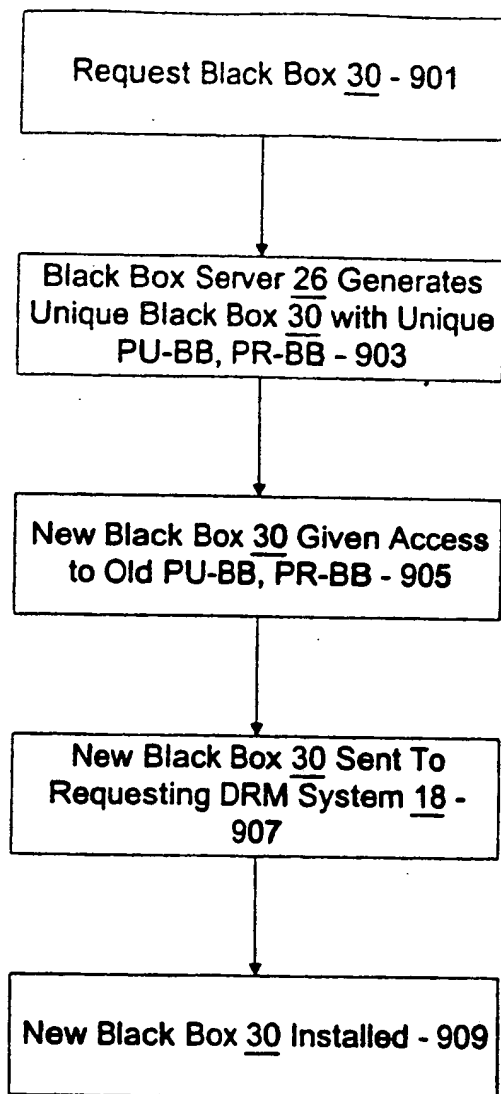 Request Black Box 30 - 901
Black Box Server 26 Generates
Unique Black Box 30 with Unique
PU-BB, PR-BB - 903
New Black Box 30 Given Access
to Old PU-BB, PR-BB - 905
New Black Box 30 Sent To
Requesting DRM System 18 -
907
New Black Box 30 Installed - 909